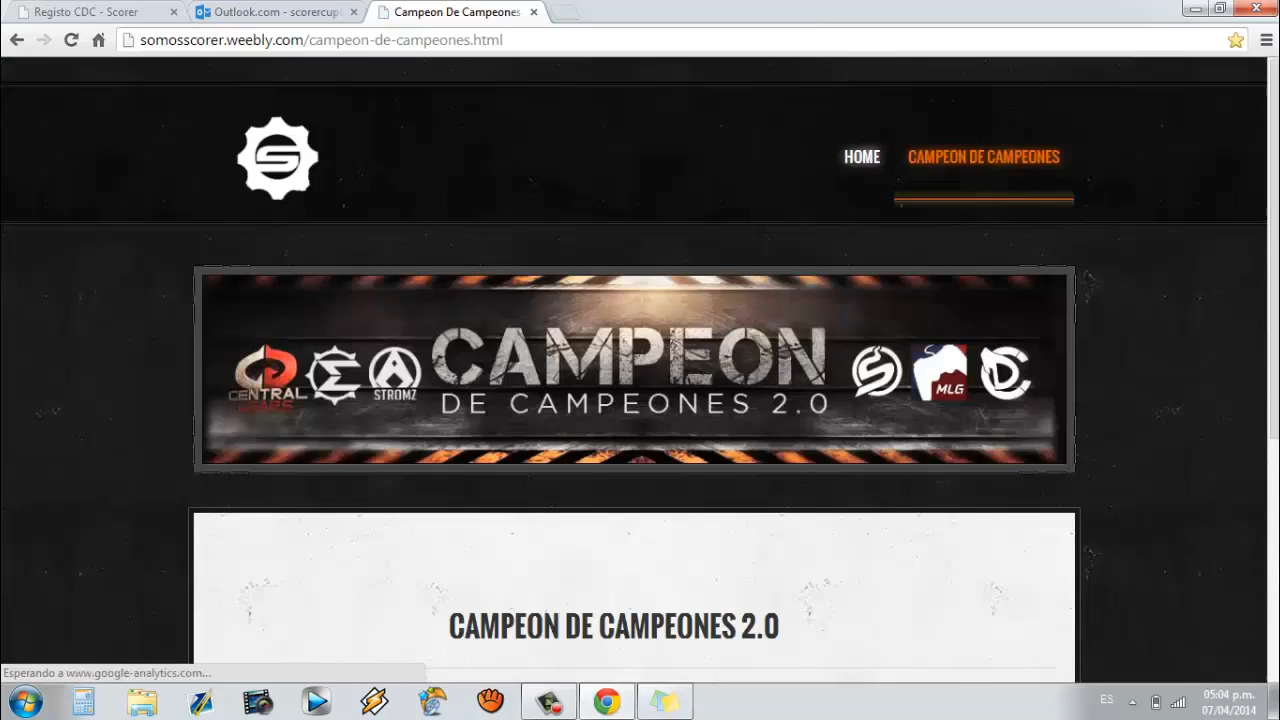 Registo CDC - Scorer
Outlook.com - scorercup
Campeon De Campeones
somosscorer.weebly.com/campeon-de-campeones.html
HOME
CAMPEON DE CAMPEONES
CAMPEON
DE CAMPEONES 2.0
CENTRAL
STROMZ
MLG
CAMPEON DE CAMPEONES 2.0
Esperando a www.google-analytics.com...
ES
05:04 p.m.
07/04/2014